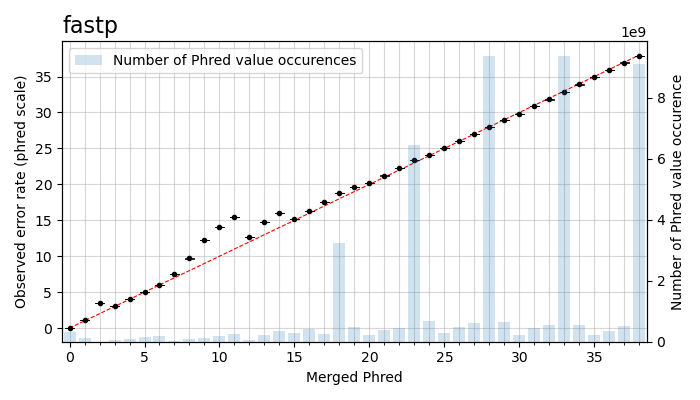 fastp
1e9
Number of Phred value occurences
Observed error rate (phred scale)
35
30
25
20
15
10
5
0
8
6
4
2
0
Number of Phred value occurence
0 5 10 15 20 25 30 35
Merged Phred